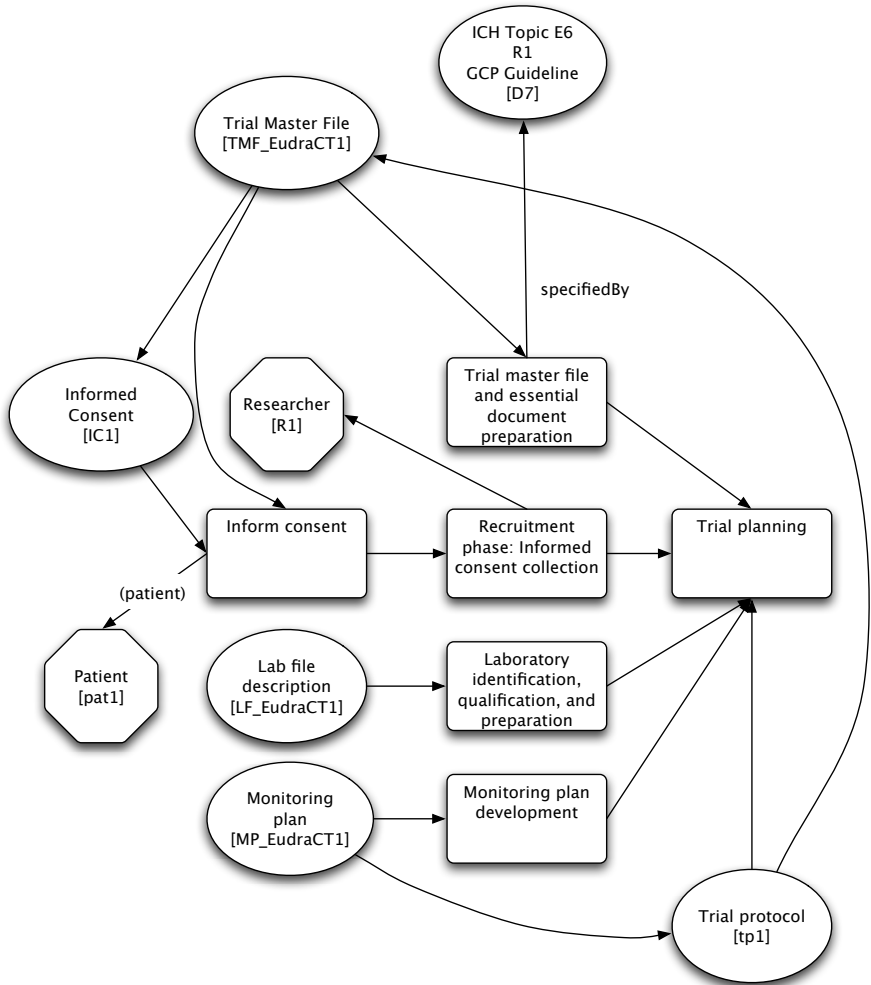 ICH Topic E6
R1
GCP Guideline
[D7]
Trial Master File
[TMF_EudraCT1]
specifiedBy
Informed
Consent
[IC1]
Researcher
[R1]
Trial master file
and essential
document
preparation
Inform consent
Recruitment
phase: Informed
consent collection
Trial planning
(patient)
Patient
[pat1]
Lab file
description
[LF_EudraCT1]
Laboratory
identification,
qualification, and
preparation
Monitoring
plan
[MP_EudraCT1]
Monitoring plan
development
Trial protocol
[tp1]